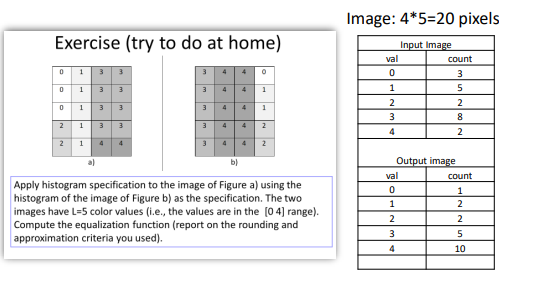 Image: 4*5=20 pixels
Exercise (try to do at home)
0 1 3 3
0 1 3 3
0 1 3 3
2 1 3 3
2 1 4 4
a)
3 4 4 0
3 4 4 1
3 4 4 1
3 4 4 2
3 4 4 2
b)
Apply histogram specification to the image of Figure a) using the
histogram of the image of Figure b) as the specification. The two
images have L=5 color values (i.e., the values are in the [0 4] range).
Compute the equalization function (report on the rounding and
approximation criteria you used).
Input Image
val count
0 3
1 5
2 2
3 8
4 2
Output image
val count
0 1
1 2
2 2
3 5
4 10